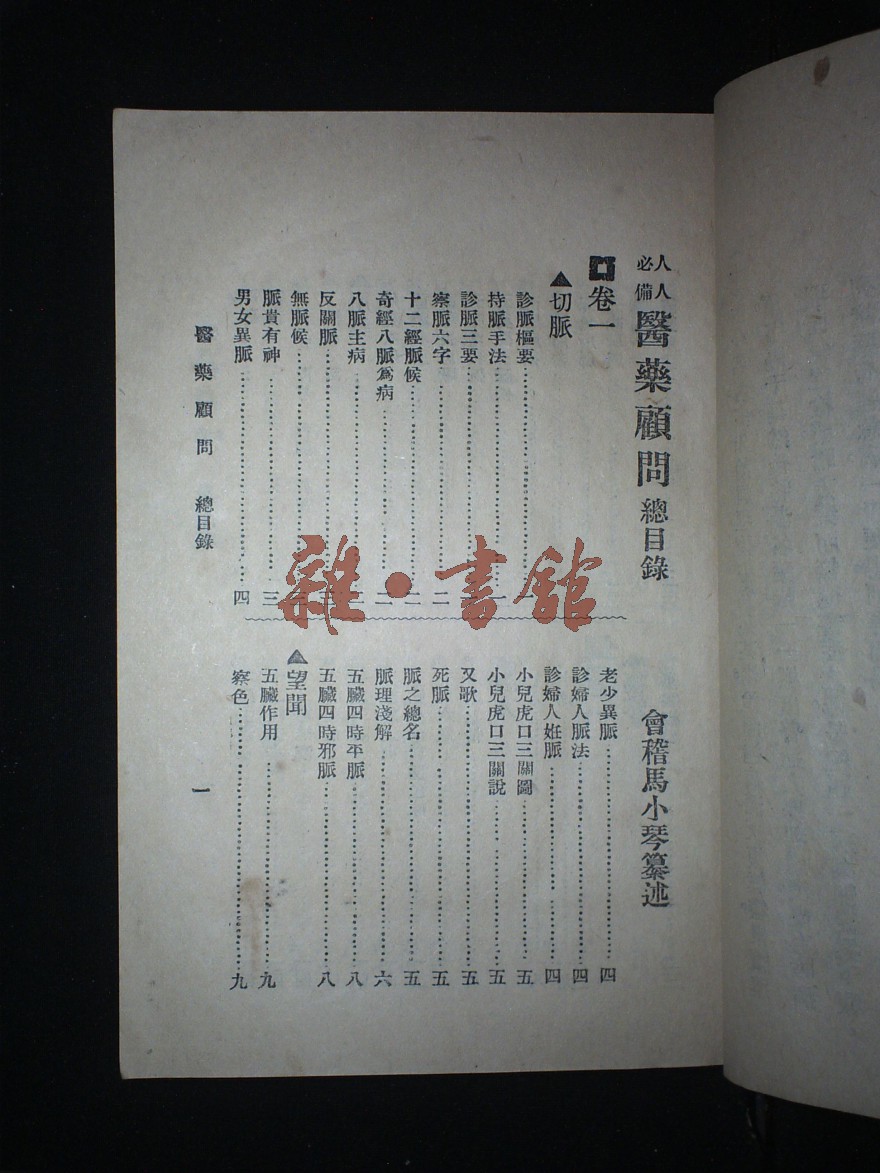 人人必備 醫藥顧問 總目錄
會稽馬小琴纂述
卷一
▲切脈
診脈樞要
持脈手法
診脈三要
察脈六字………二
十二經脈候………二
奇經八脈為病………二
八脈主病
反關脈
無脈候
脈貴有神………三
男女異脈………四
老少異脈………四
診婦人脈法………四
診婦人妊脈………四
小兒虎口三關圖………五
小兒虎口三關說………五
又歌………五
死脈………五
脈之總名………五
脈理淺解………六
五臟四時平脈………八
五臟四時邪脈………八
▲望聞
五臟作用………九
察色………九
醫藥顧問 總目錄 一
雜·書館